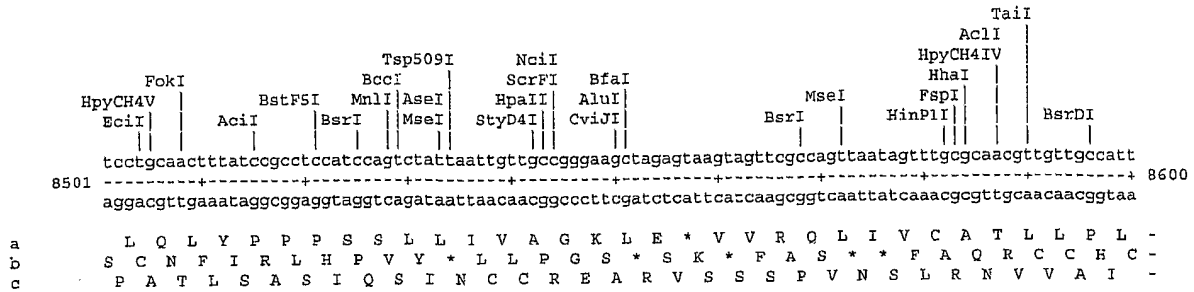 TaiI
AclI
Tsp509I NciI HpyCH4IV
FokI BccI ScrFI BfaI HhaI
HpyCH4V BstF5I MnlI AseI HpaII AluI MseI FspI
EciI AciI BsrI MseI StyD4I CviJI BsrI HinP1I BsrDI
tcctgcaactttatccgcctccatccagtctattaattgttgccgggaagctagagtaagtagttcgccagttaatagtttgcgcaacgttgttgccatt
8501 ---------+---------+---------+---------+---------+---------+---------+---------+---------+---------+ 8600
aggacgttgaaataggcggaggtaggtcagataattaacaacggcccttcgatctcattcatcaagcggtcaattatcaaacgcgttgcaacaacggtaa
a L Q L Y P P P S S L L I V A G K L E * V V R Q L I V C A T L L P L -
b S C N F I R L H P V Y * L L P G S * S K * F A S * * F A Q R C C H C -
c P A T L S A S I Q S I N C C R E A R V S S S P V N S L R N V V A I -